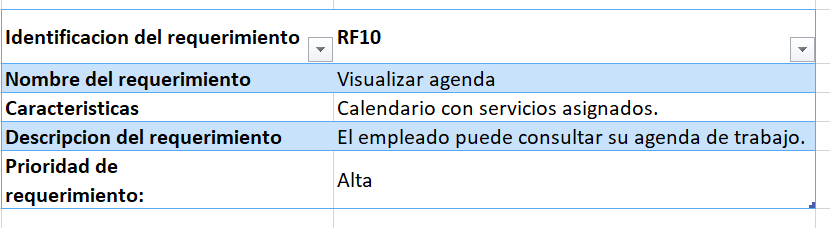 Identificacion del requerimiento RF10
Nombre del requerimiento Visualizar agenda
Caracteristicas Calendario con servicios asignados.
Descripcion del requerimiento El empleado puede consultar su agenda de trabajo.
Prioridad de
requerimiento: Alta